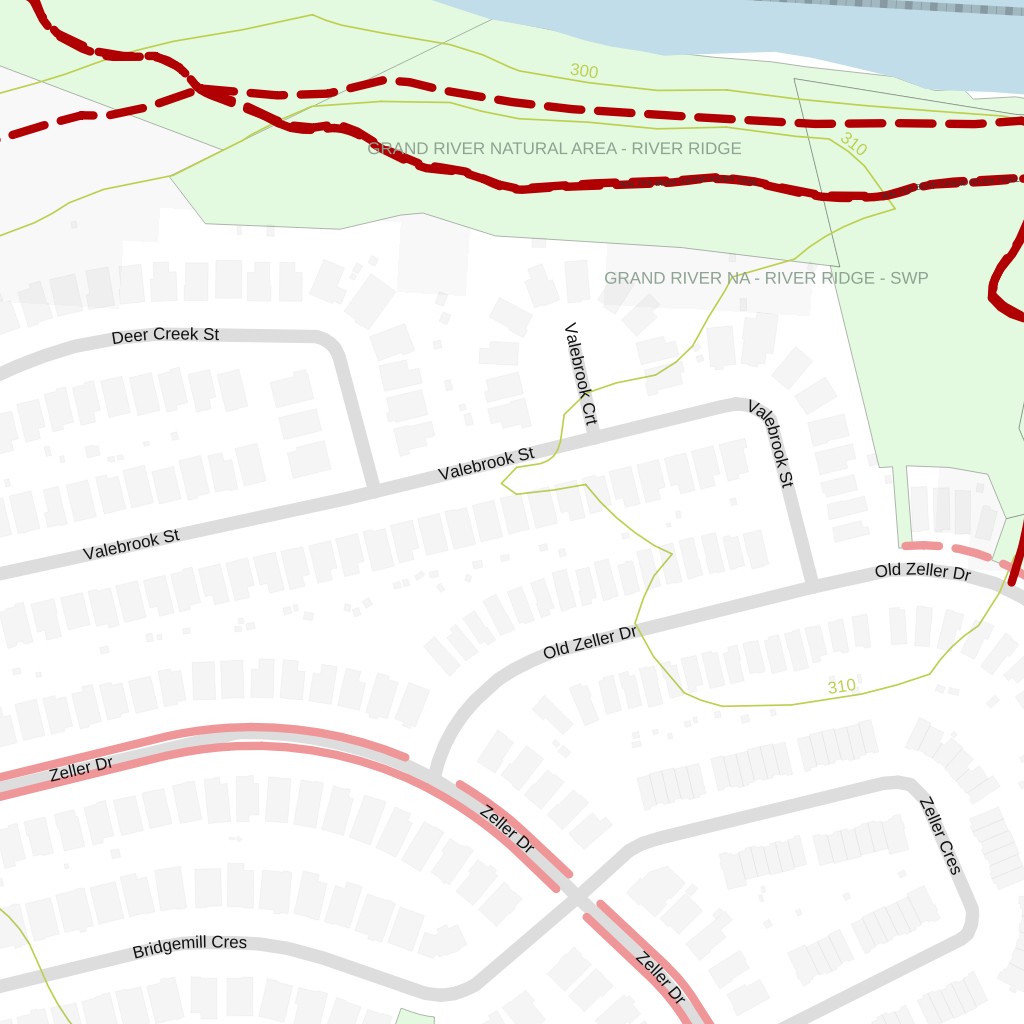 300
310
GRAND RIVER NATURAL AREA - RIVER RIDGE
GRAND RIVER NA - RIVER RIDGE - SWP
Deer Creek St
Valebrook Crt
Valebrook St
Valebrook St
Valebrook St
Old Zeller Dr
Old Zeller Dr
310
Zeller Dr
Zeller Dr
Zeller Cres
Bridgemill Cres
Zeller Dr